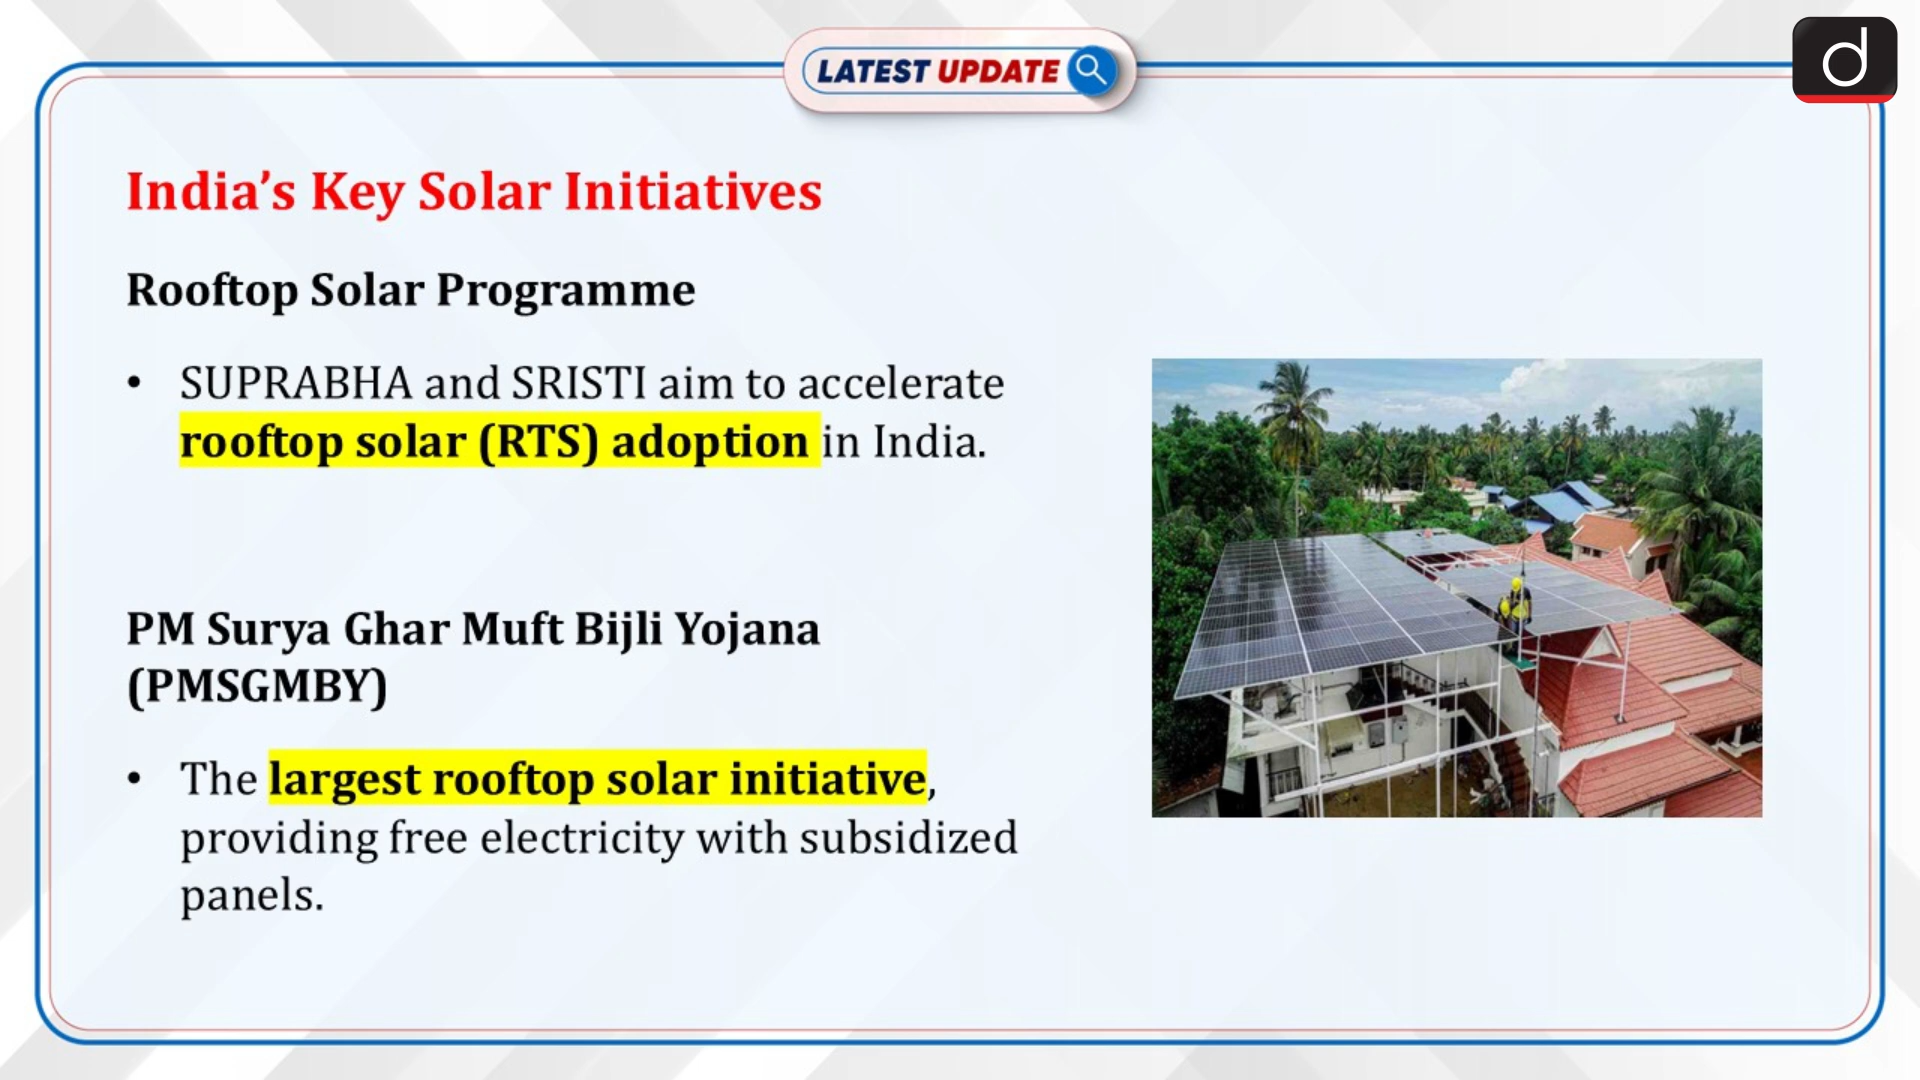 LATEST UPDATE
d
India’s Key Solar Initiatives
Rooftop Solar Programme
• SUPRABHA and SRISTI aim to accelerate
rooftop solar (RTS) adoption in India.
PM Surya Ghar Muft Bijli Yojana
(PMSGMBY)
• The largest rooftop solar initiative,
providing free electricity with subsidized
panels.